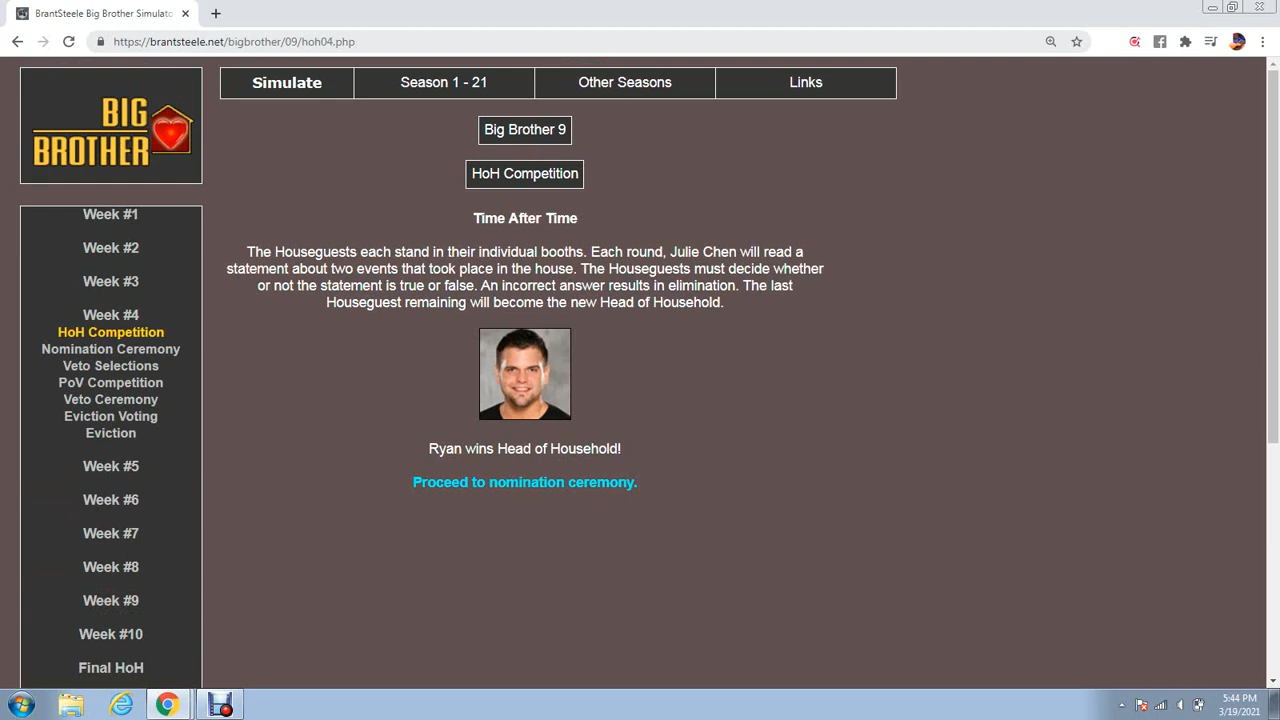 BrantSteele Big Brother Simulato
https://brantsteele.net/bigbrother/09/hoh04.php
BIG
BROTHER
Simulate
Season 1 - 21
Other Seasons
Links
Big Brother 9
HoH Competition
Time After Time
The Houseguests each stand in their individual booths. Each round, Julie Chen will read a
statement about two events that took place in the house. The Houseguests must decide whether
or not the statement is true or false. An incorrect answer results in elimination. The last
Houseguest remaining will become the new Head of Household.
Ryan wins Head of Household!
Proceed to nomination ceremony.
Week #1
Week #2
Week #3
Week #4
HoH Competition
Nomination Ceremony
Veto Selections
PoV Competition
Veto Ceremony
Eviction Voting
Eviction
Week #5
Week #6
Week #7
Week #8
Week #9
Week #10
Final HoH
5:44 PM
3/19/2021